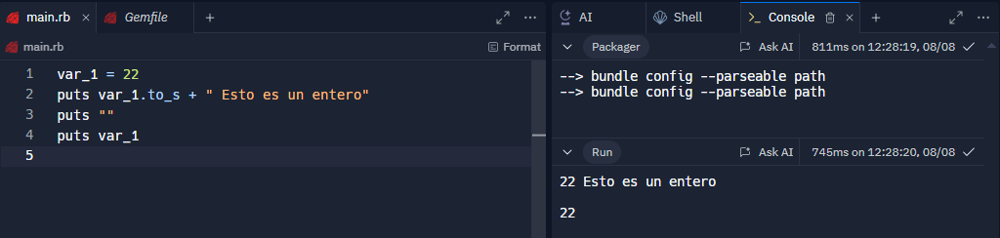 main.rb
Gemfile
main.rb
Format
1 var_1 = 22
2 puts var_1.to_s + " Esto es un entero"
3 puts ""
4 puts var_1
5
AI
Shell
Console
Packager
Ask AI
811ms on 12:28:19, 08/08
--> bundle config --parseable path
--> bundle config --parseable path
Run
Ask AI
745ms on 12:28:20, 08/08
22 Esto es un entero
22